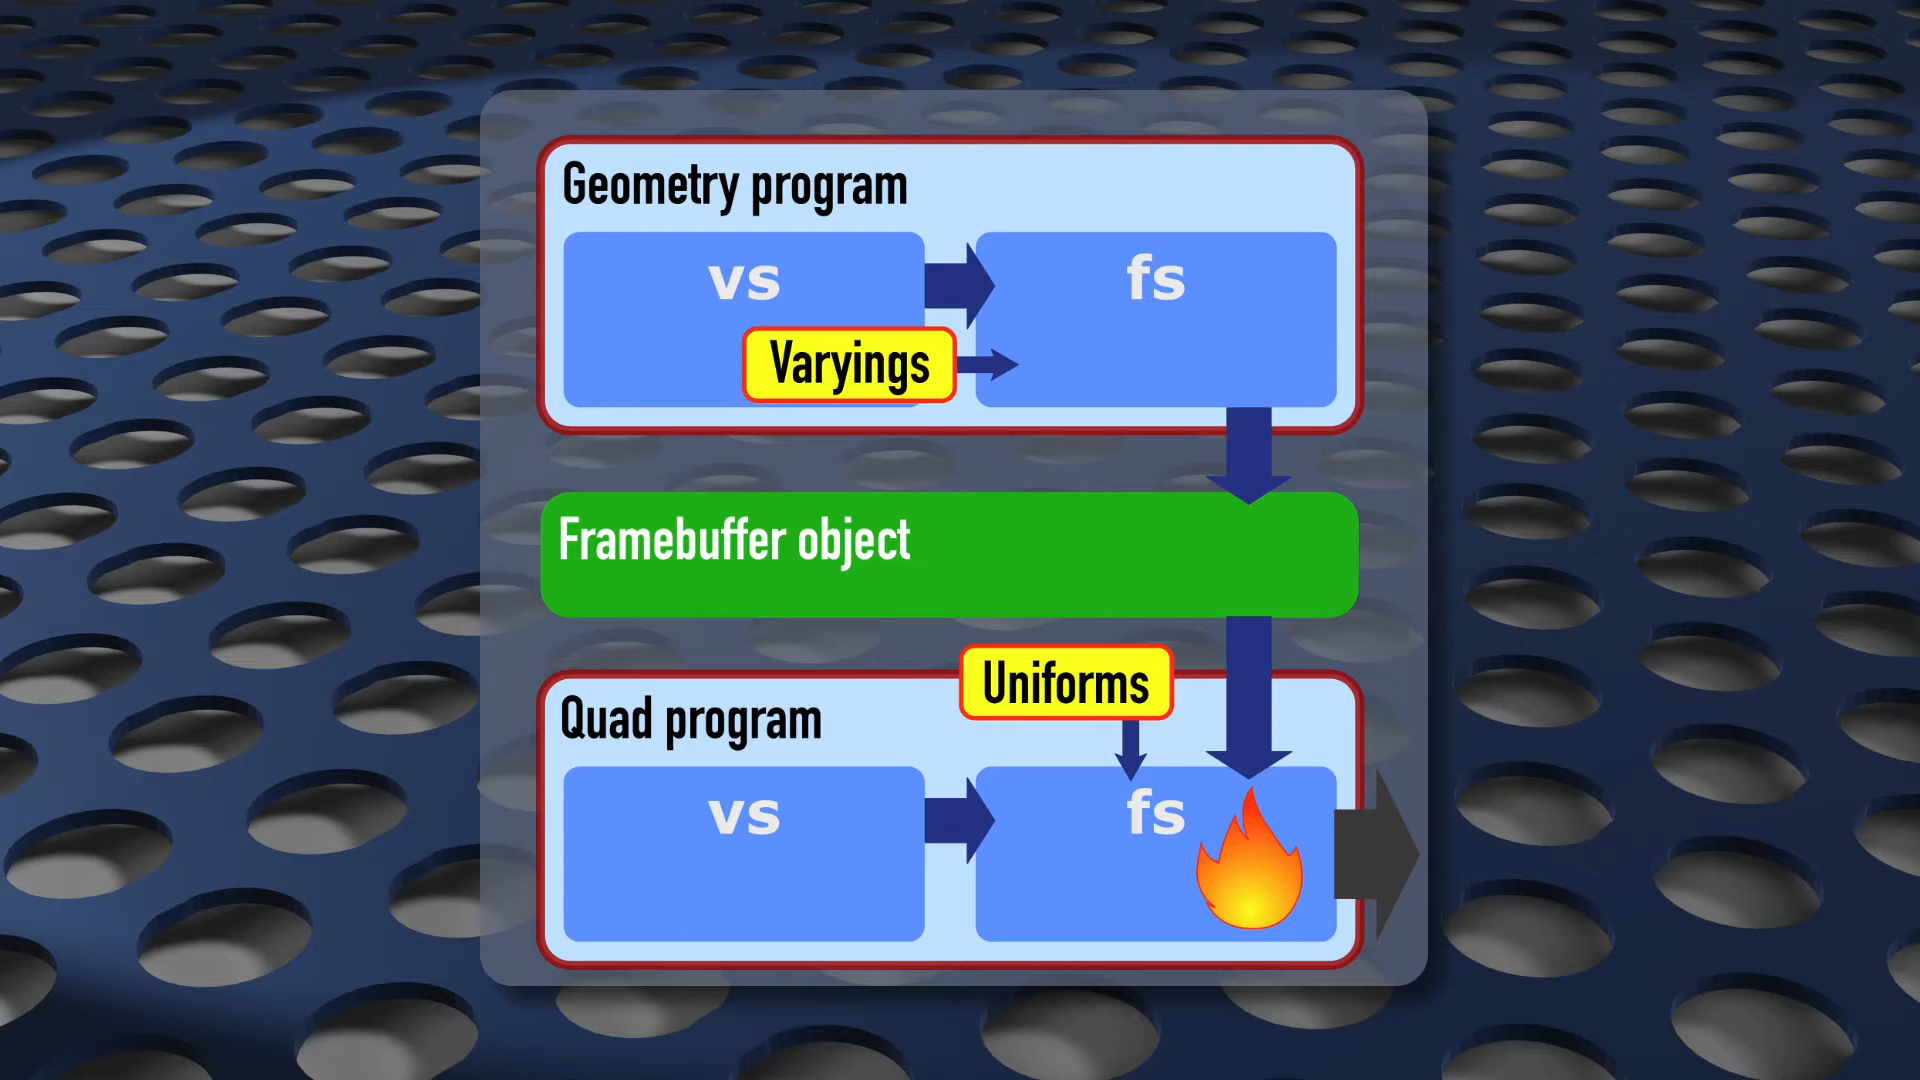 Geometry program
vs
fs
Varyings
Framebuffer object
Uniforms
Quad program
vs
fs